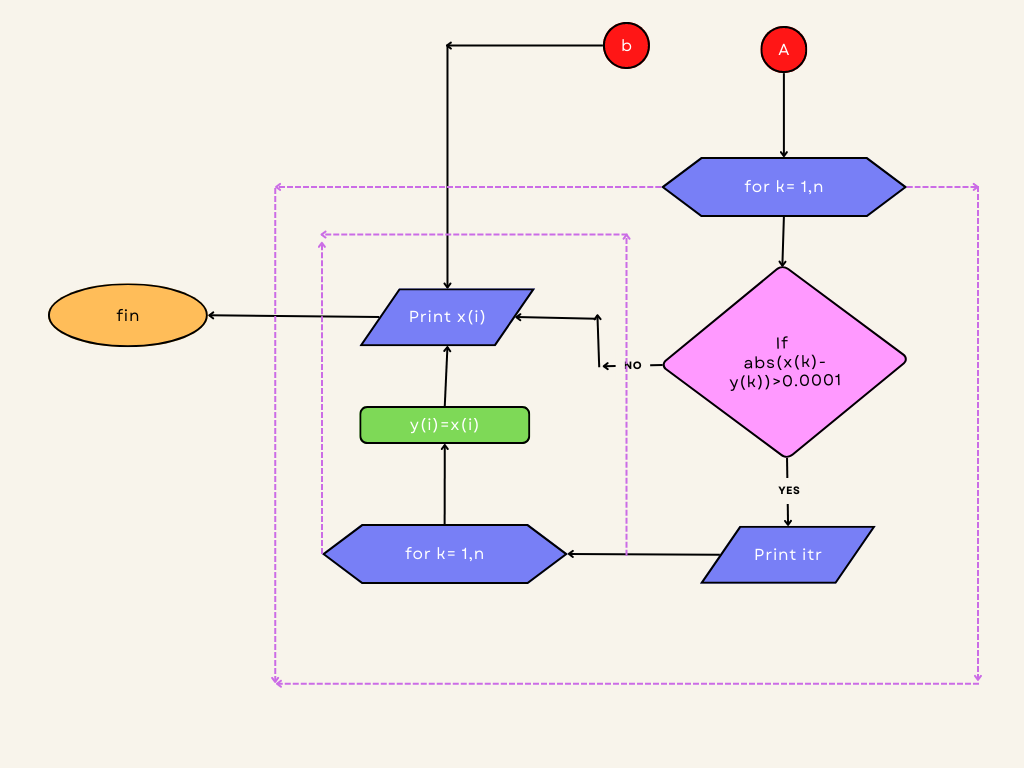 b
A
for k= 1,n
fin
Print x(i)
If
abs(x(k)-
y(k))>0.0001
NO
y(i)=x(i)
YES
for k= 1,n
Print itr